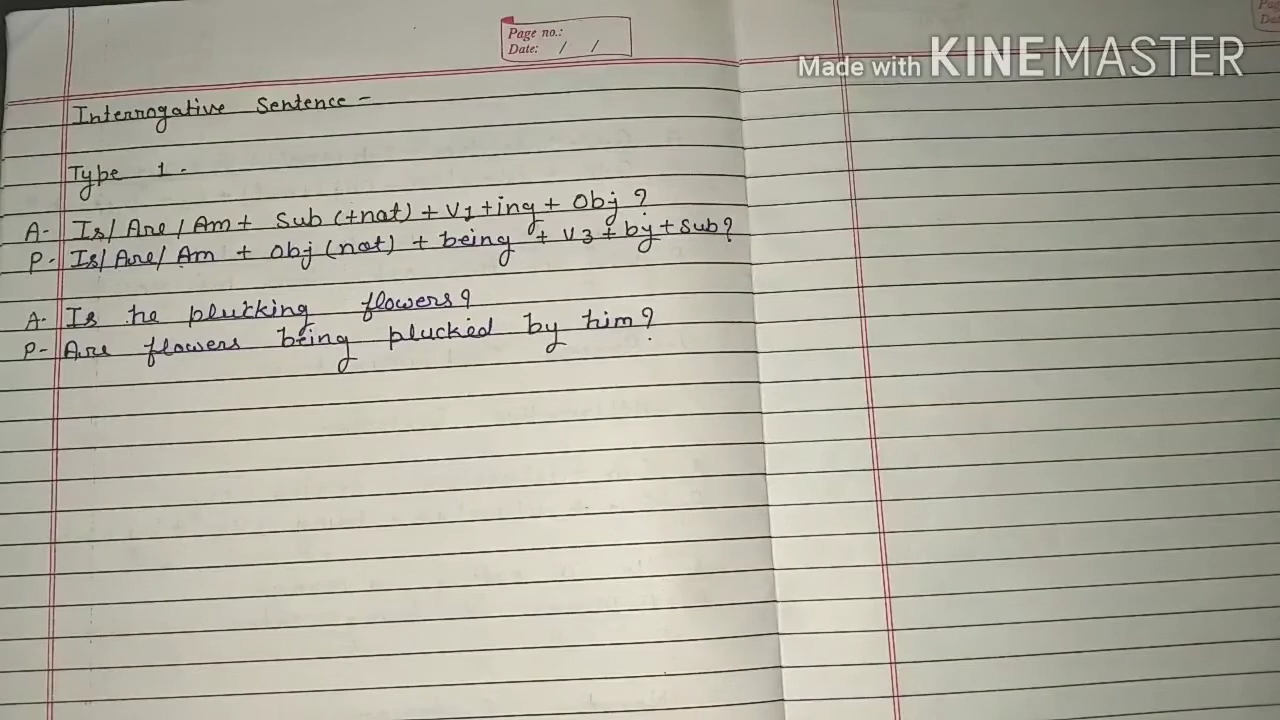 Page no.:
Date: / /
Made with KINEMASTER
Interrogative Sentence -
Type 1.
A- Is/Are/Am + Sub (+not) + V1 + ing + Obj ?
P- Is/Are/Am + Obj (not) + being + V3 + by + Sub?
A- Is he plucking flowers?
P- Are flowers being plucked by him?